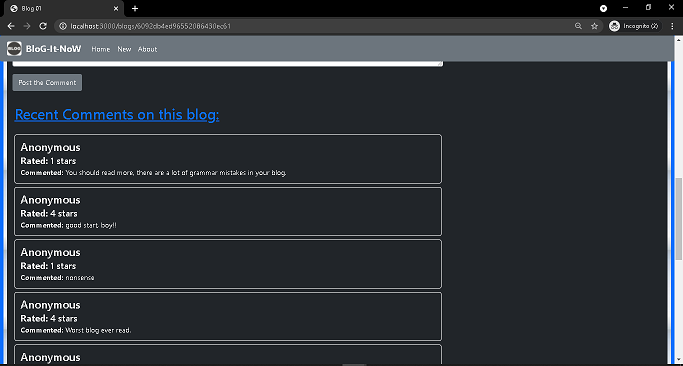 Blog 01
localhost:3000/blogs/6092db4ed96552086430ec61
Incognito (2)
BLOG
BloG-It-NoW
Home
New
About
Post the Comment
Recent Comments on this blog:
Anonymous
Rated: 1 stars
Commented: You should read more, there are a lot of grammar mistakes in your blog.
Anonymous
Rated: 4 stars
Commented: good start, boy!!
Anonymous
Rated: 1 stars
Commented: nonsense
Anonymous
Rated: 4 stars
Commented: Worst blog ever read.
Anonymous